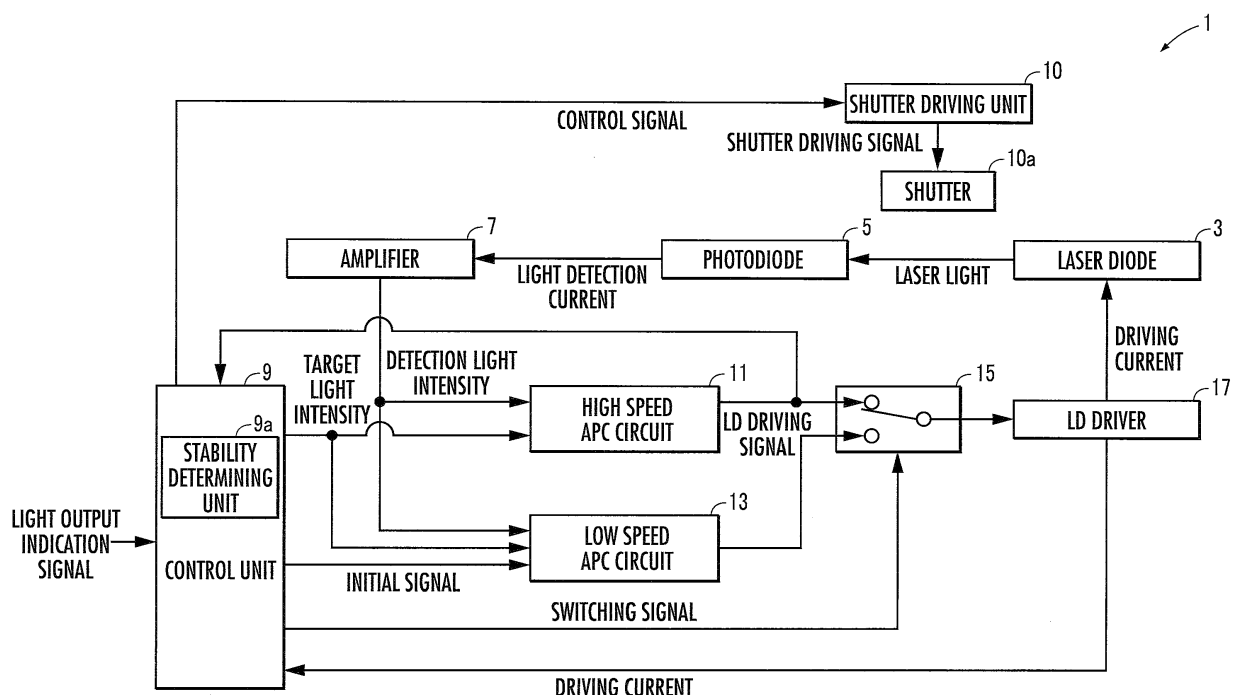 1
10
SHUTTER DRIVING UNIT
CONTROL SIGNAL
SHUTTER DRIVING SIGNAL
10a
SHUTTER
7
AMPLIFIER
5
PHOTODIODE
3
LASER DIODE
LIGHT DETECTION
CURRENT
LASER LIGHT
DRIVING
CURRENT
TARGET
LIGHT
INTENSITY
DETECTION LIGHT
INTENSITY
9
11
HIGH SPEED
APC CIRCUIT
LD DRIVING
SIGNAL
15
17
LD DRIVER
9a
STABILITY
DETERMINING
UNIT
13
LOW SPEED
APC CIRCUIT
LIGHT OUTPUT
INDICATION
SIGNAL
CONTROL UNIT
INITIAL SIGNAL
SWITCHING SIGNAL
DRIVING CURRENT